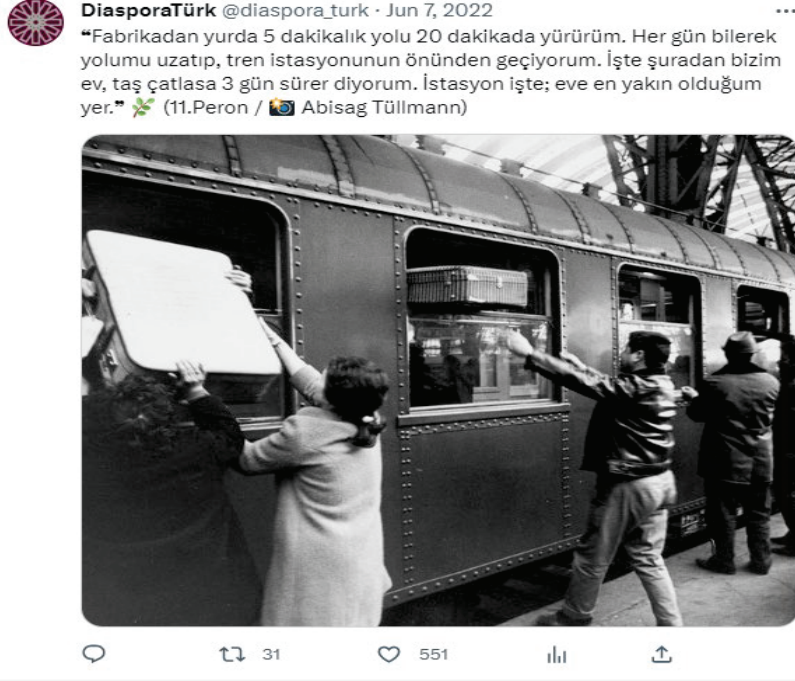 DiasporaTürk @diaspora_turk · Jun 7, 2022
❝Fabrikadan yurda 5 dakikalık yolu 20 dakikada yürürüm. Her gün bilerek
yolumu uzatıp, tren istasyonunun önünden geçiyorum. İşte şuradan bizim
ev, taş çatlasa 3 gün sürer diyorum. İstasyon işte; eve en yakın olduğum
yer.❞ 🌿 (11.Peron / 📸 Abisag Tüllmann)
31 551